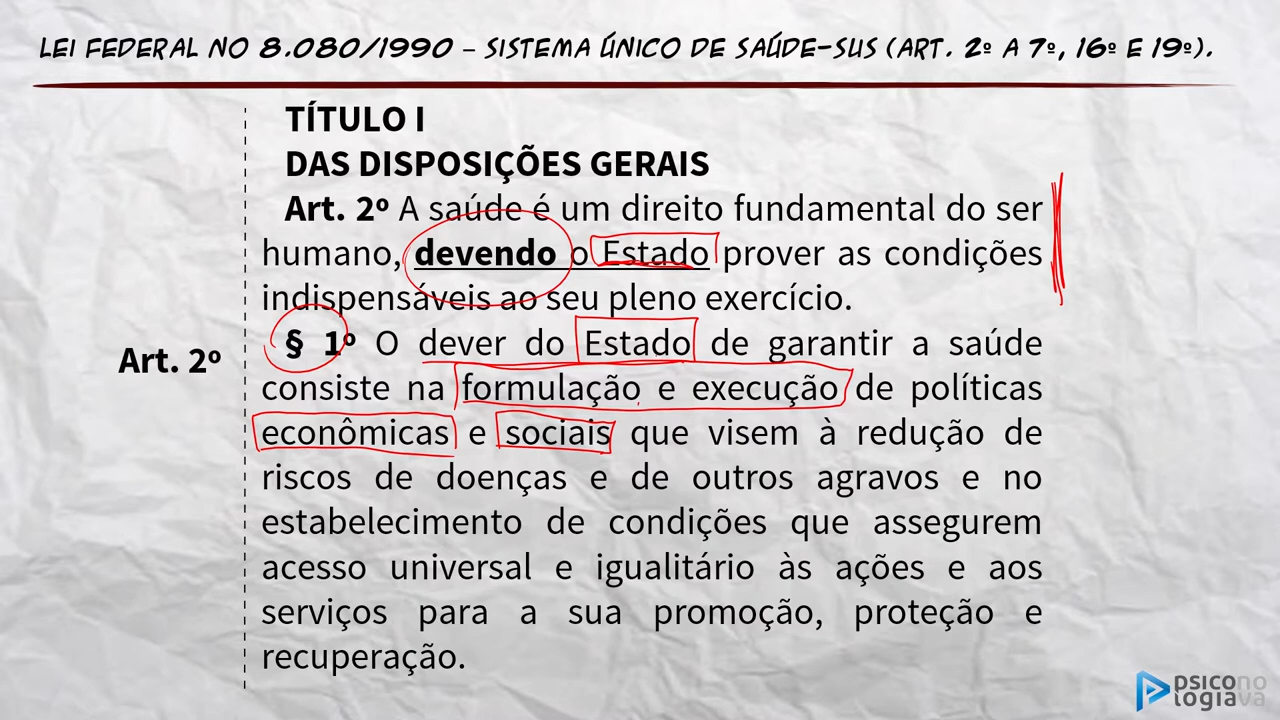 LEI FEDERAL NO 8.080/1990 – SISTEMA ÚNICO DE SAÚDE-SUS (ART. 2º A 7º, 16º E 19º).
TÍTULO I
DAS DISPOSIÇÕES GERAIS
Art. 2º A saúde é um direito fundamental do ser
humano, devendo o Estado prover as condições
indispensáveis ao seu pleno exercício.
§ 1º O dever do Estado de garantir a saúde
consiste na formulação e execução de políticas
econômicas e sociais que visem à redução de
riscos de doenças e de outros agravos e no
estabelecimento de condições que assegurem
acesso universal e igualitário às ações e aos
serviços para a sua promoção, proteção e
recuperação.
Art. 2º
psicono
logiava